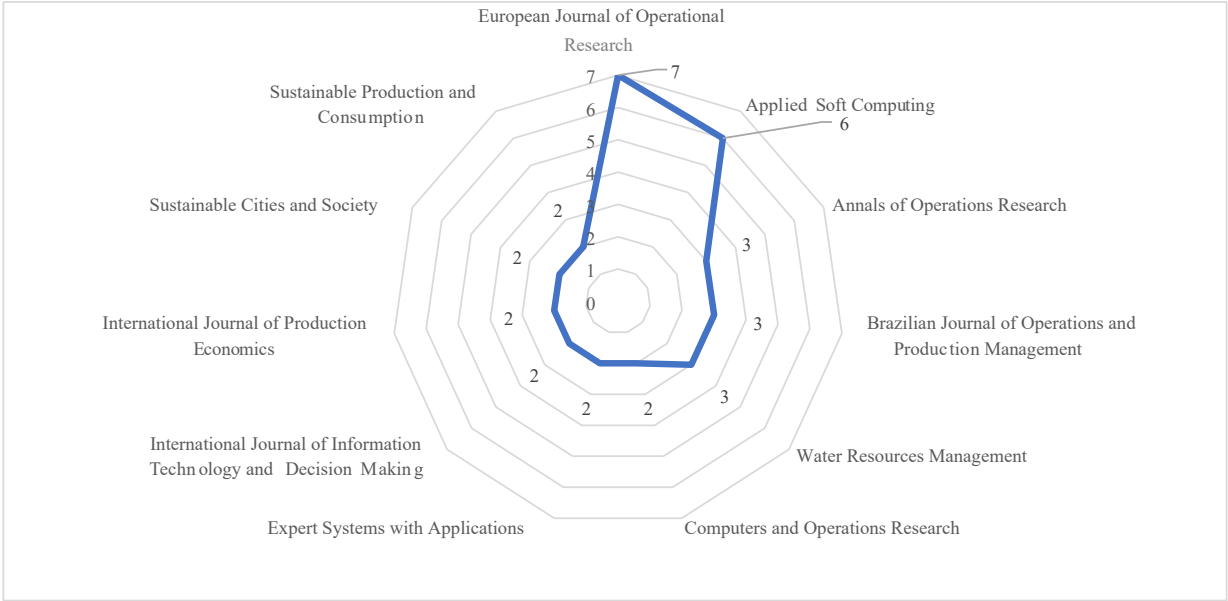 European Journal of Operational
Research
7
7
Sustainable Production and
Consumption
6
Applied Soft Computing
6
5
4
Sustainable Cities and Society
2
3
Annals of Operations Research
2
2
3
1
0
International Journal of Production
Economics
2
3
Brazilian Journal of Operations and
Production Management
2
3
2
2
International Journal of Information
Technology and Decision Making
Water Resources Management
Expert Systems with Applications
Computers and Operations Research